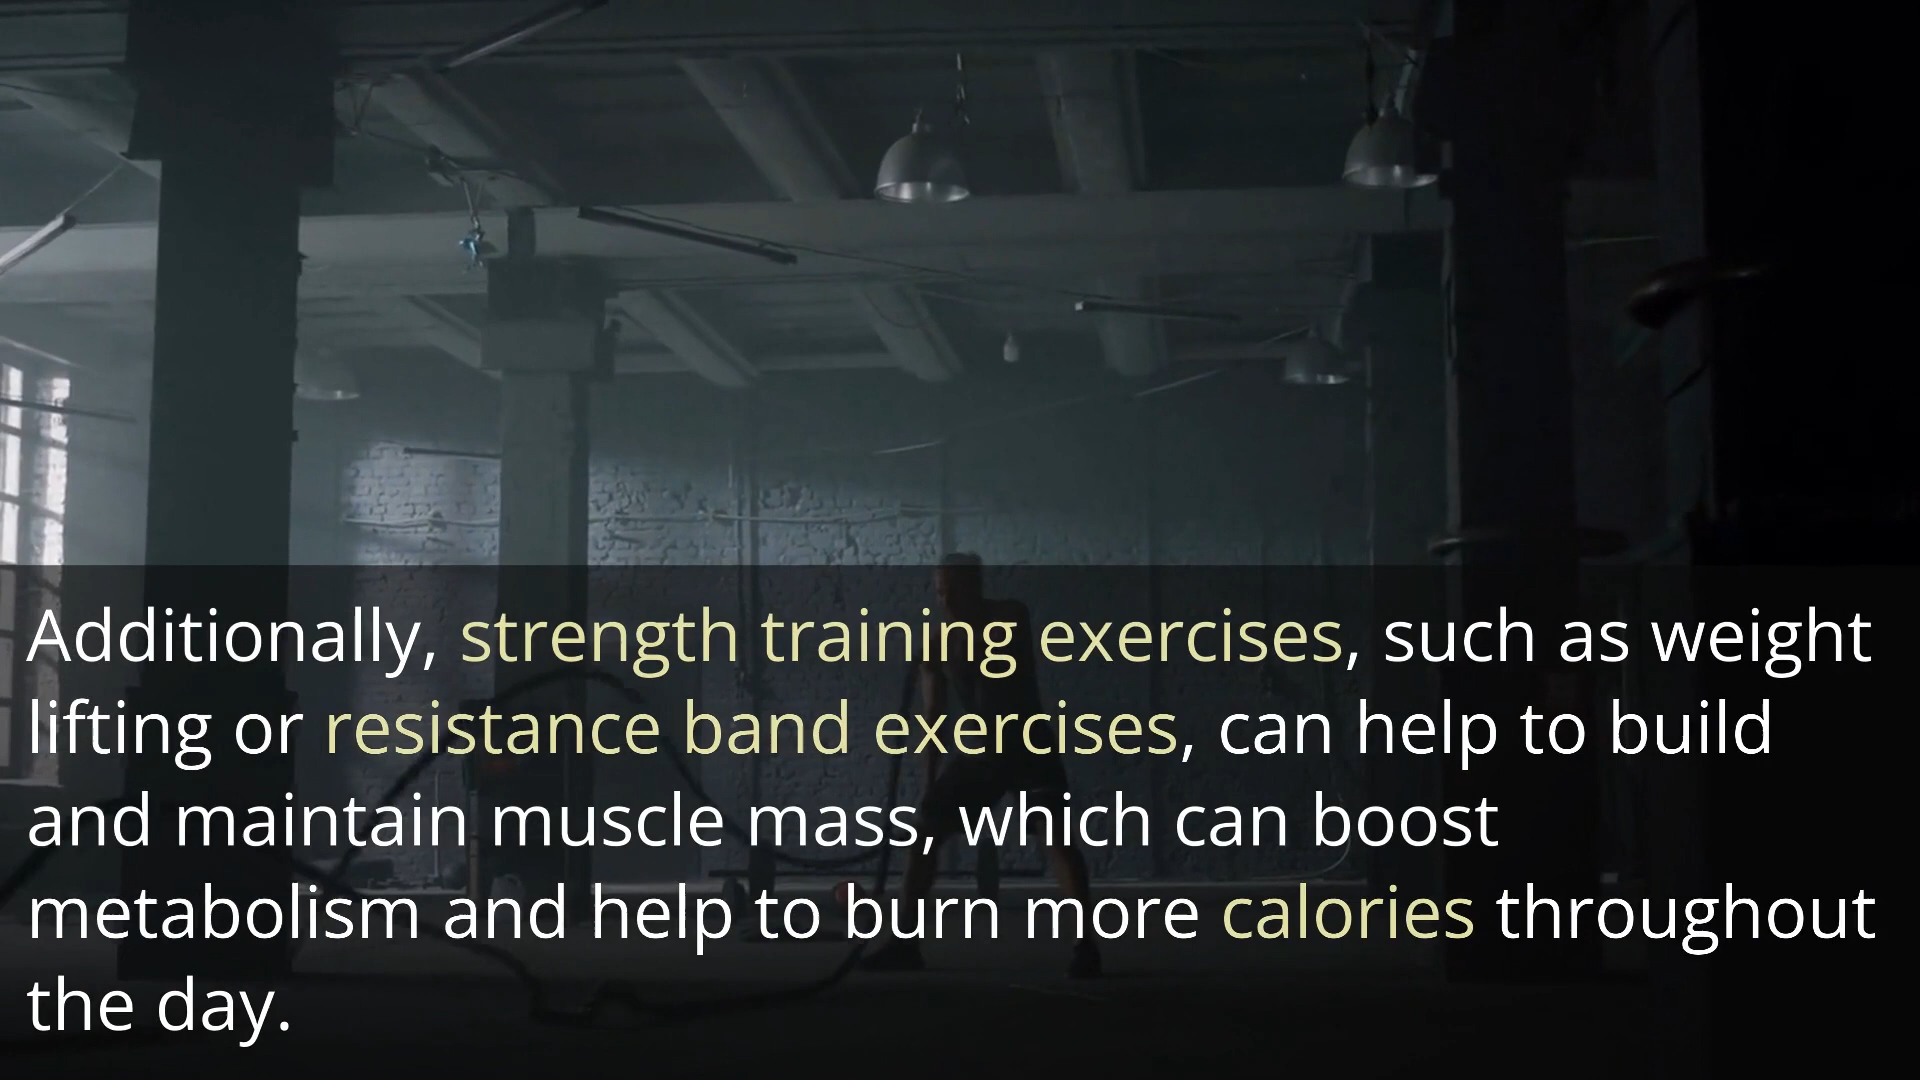 Additionally, strength training exercises, such as weight
lifting or resistance band exercises, can help to build
and maintain muscle mass, which can boost
metabolism and help to burn more calories throughout
the day.